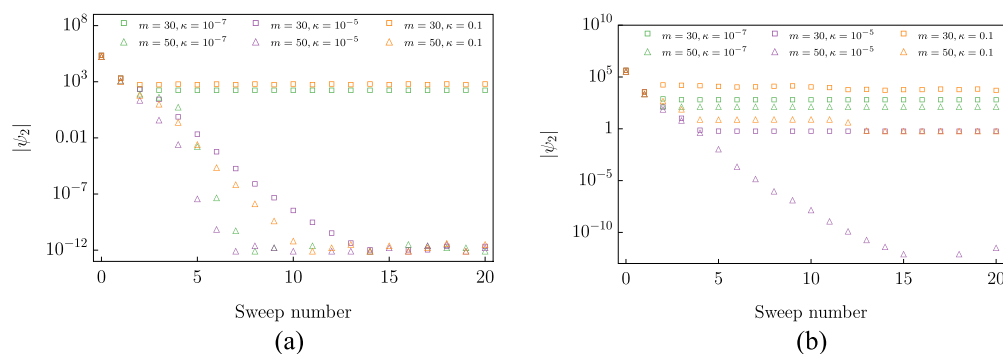 10^8
10^3
0.01
10^-7
10^-12
|ψ_2|
m = 30, κ = 10^-7
m = 30, κ = 10^-5
m = 30, κ = 0.1
m = 50, κ = 10^-7
m = 50, κ = 10^-5
m = 50, κ = 0.1
0 5 10 15 20
Sweep number
(a)
10^10
10^5
1
10^-5
10^-10
|ψ_2|
m = 30, κ = 10^-7
m = 30, κ = 10^-5
m = 30, κ = 0.1
m = 50, κ = 10^-7
m = 50, κ = 10^-5
m = 50, κ = 0.1
0 5 10 15 20
Sweep number
(b)